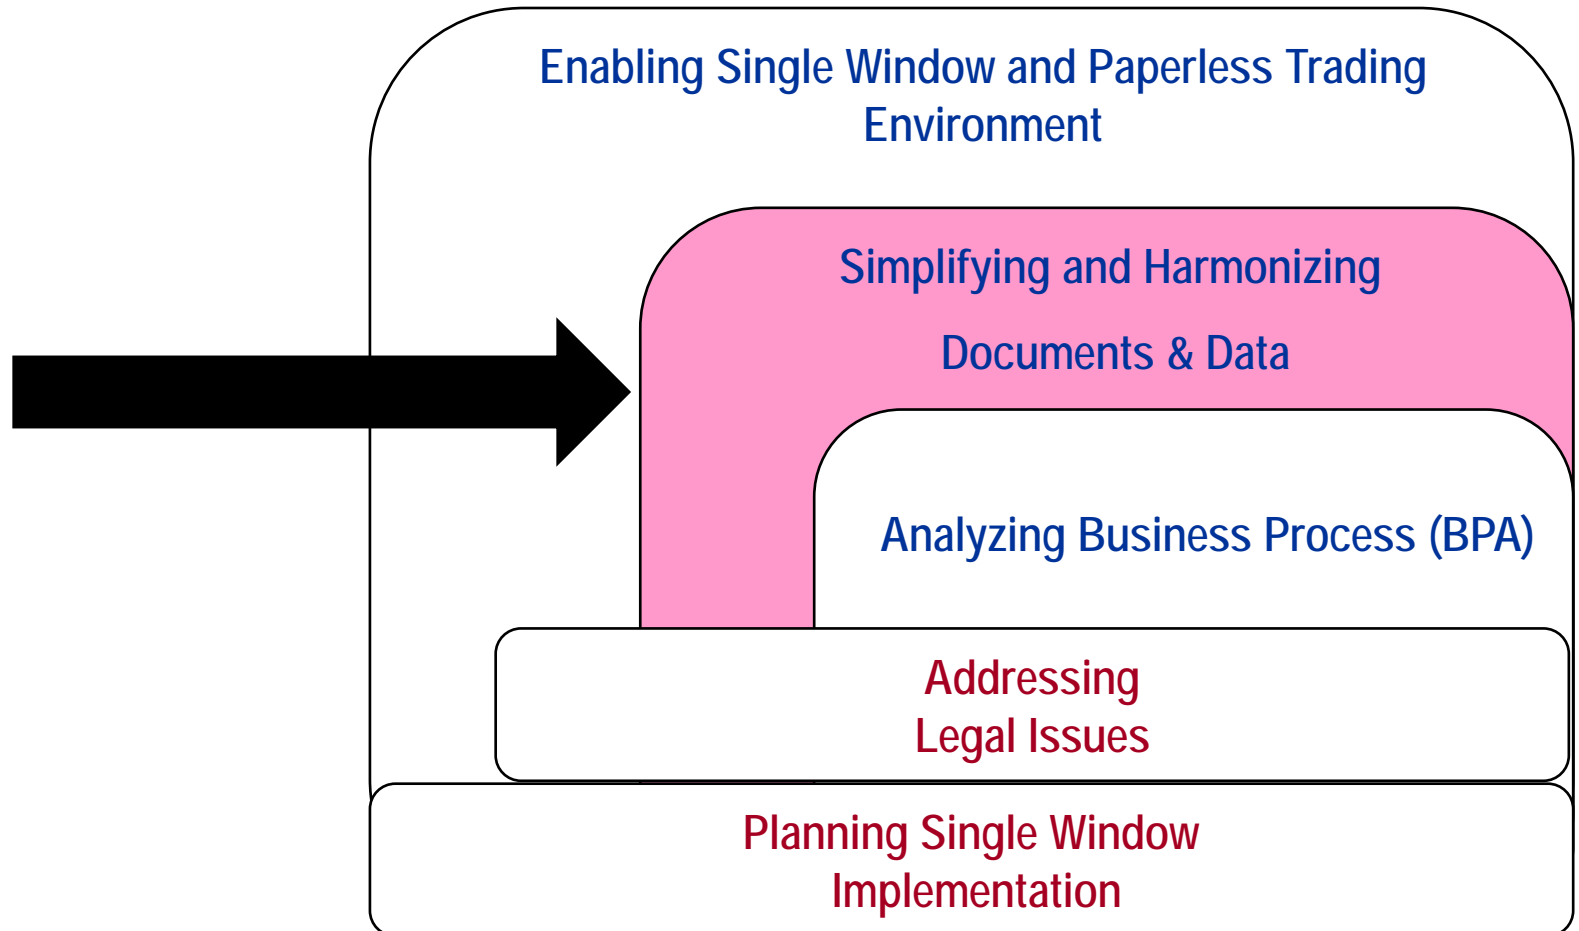 Enabling Single Window and Paperless Trading
Environment
Simplifying and Harmonizing
Documents & Data
Analyzing Business Process (BPA)
Addressing
Legal Issues
Planning Single Window
Implementation